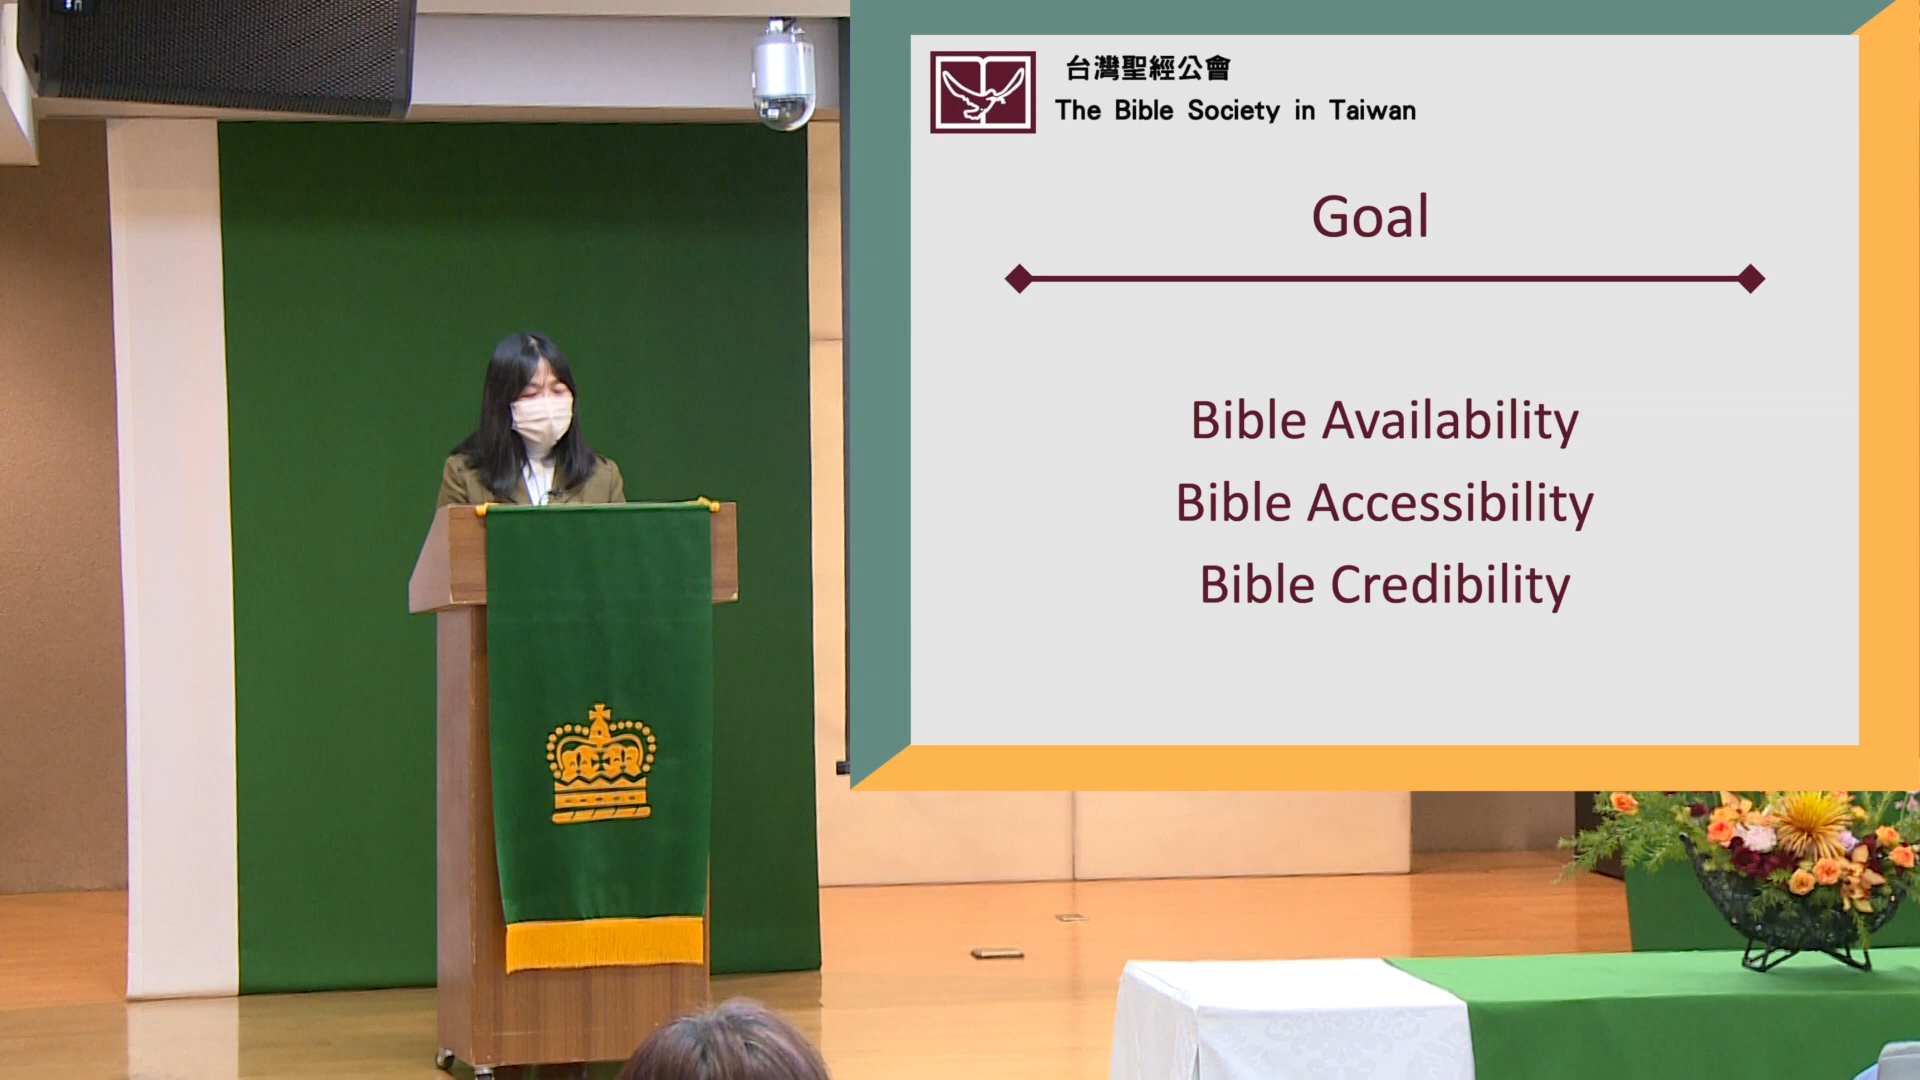 台灣聖經公會
The Bible Society in Taiwan
Goal
Bible Availability
Bible Accessibility
Bible Credibility